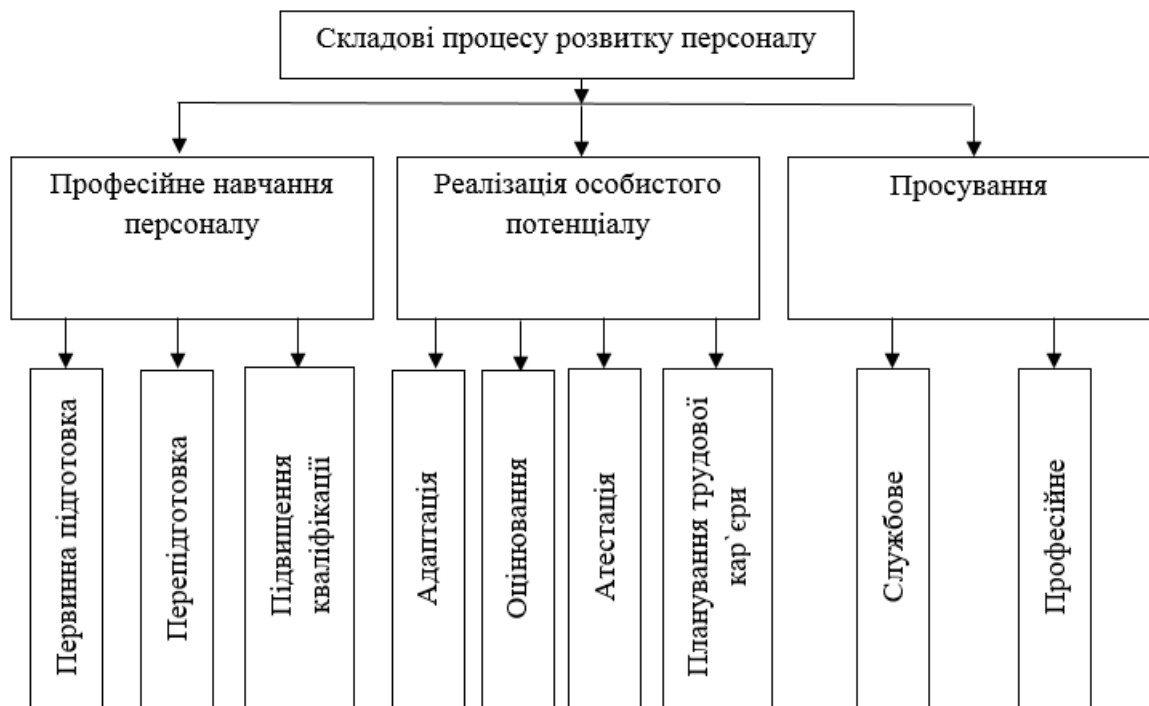 Складові процесу розвитку персоналу
Професійне навчання
персоналу
Реалізація особистого
потенціалу
Просування
Первинна підготовка
Перепідготовка
Підвищення
кваліфікації
Адаптація
Оцінювання
Атестація
Планування трудової
кар`єри
Службове
Професійне